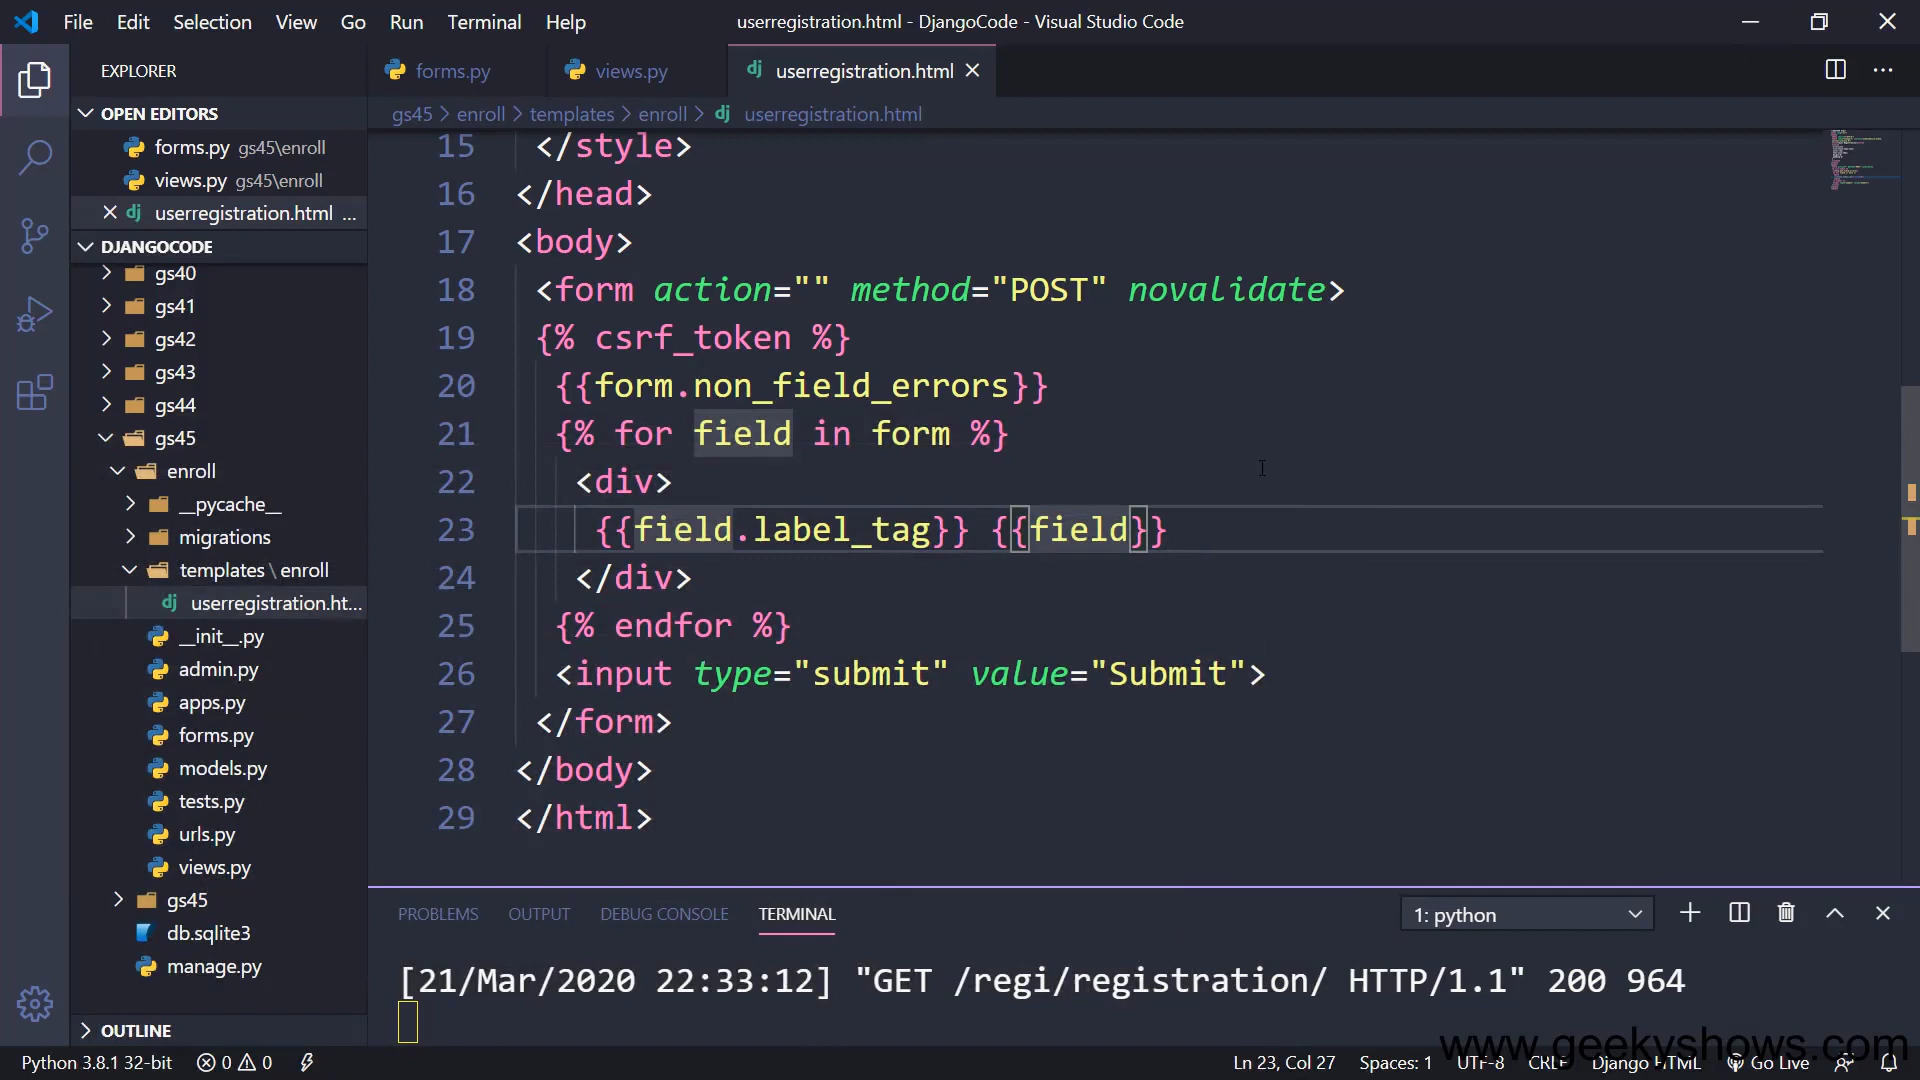 File Edit Selection View Go Run Terminal Help
userregistration.html - DjangoCode - Visual Studio Code
EXPLORER
OPEN EDITORS
forms.py gs45\enroll
views.py gs45\enroll
userregistration.html ...
DJANGOCODE
gs40
gs41
gs42
gs43
gs44
gs45
enroll
__pycache__
migrations
templates\enroll
userregistration.ht...
__init__.py
admin.py
apps.py
forms.py
models.py
tests.py
urls.py
views.py
gs45
db.sqlite3
manage.py
OUTLINE
forms.py views.py userregistration.html
gs45 > enroll > templates > enroll > userregistration.html
15 </style>
16 </head>
17 <body>
18 <form action="" method="POST" novalidate>
19 {% csrf_token %}
20 {{form.non_field_errors}}
21 {% for field in form %}
22 <div>
23 {{field.label_tag}} {{field}}
24 </div>
25 {% endfor %}
26 <input type="submit" value="Submit">
27 </form>
28 </body>
29 </html>
PROBLEMS OUTPUT DEBUG CONSOLE TERMINAL 1: python
[21/Mar/2020 22:33:12] "GET /regi/registration/ HTTP/1.1" 200 964
www.geekyshows.com
Python 3.8.1 32-bit 0 0 Ln 23, Col 27 Spaces: 1 UTF-8 CRLF Django HTML Go Live